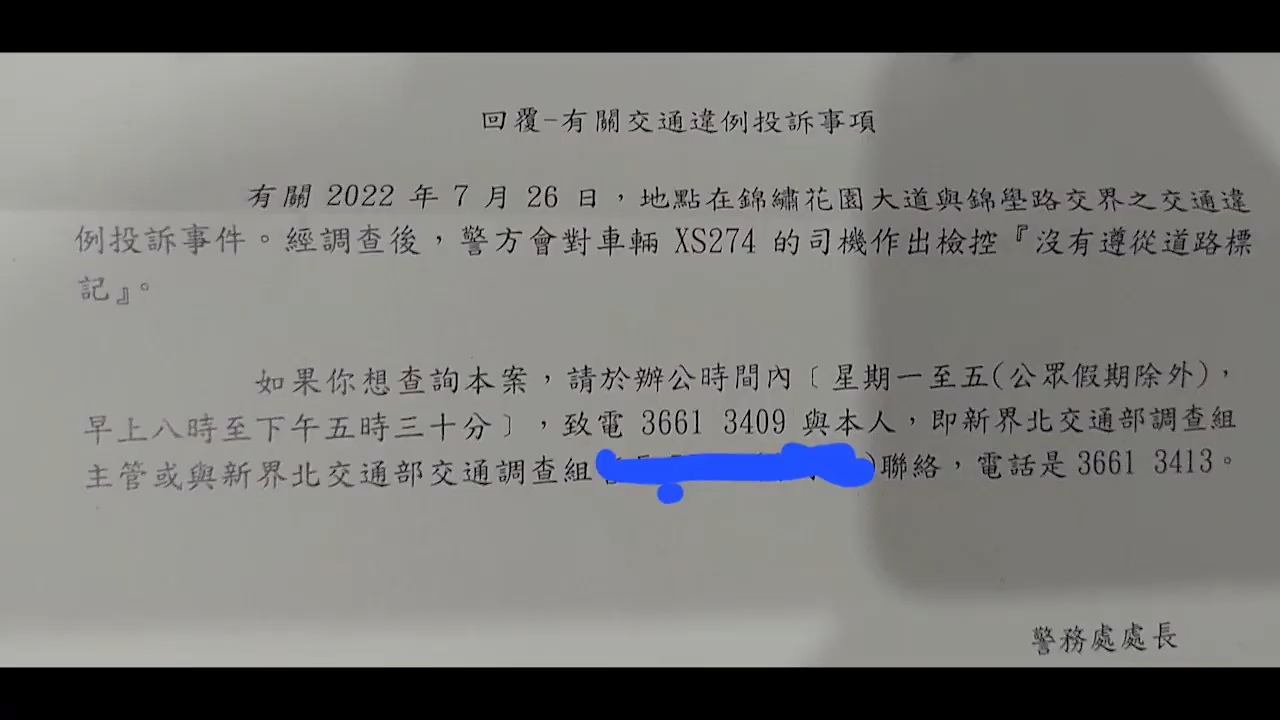 回覆-有關交通違例投訴事項
有關 2022 年 7 月 26 日，地點在錦繡花園大道與錦壆路交界之交通違
例投訴事件。經調查後，警方會對車輛 XS274 的司機作出檢控『沒有遵從道路標
記』。
如果你想查詢本案，請於辦公時間內〔星期一至五(公眾假期除外)，
早上八時至下午五時三十分〕，致電 3661 3409 與本人，即新界北交通部調查組
主管或與新界北交通部交通調查組 )聯絡，電話是 3661 3413。
警務處處長